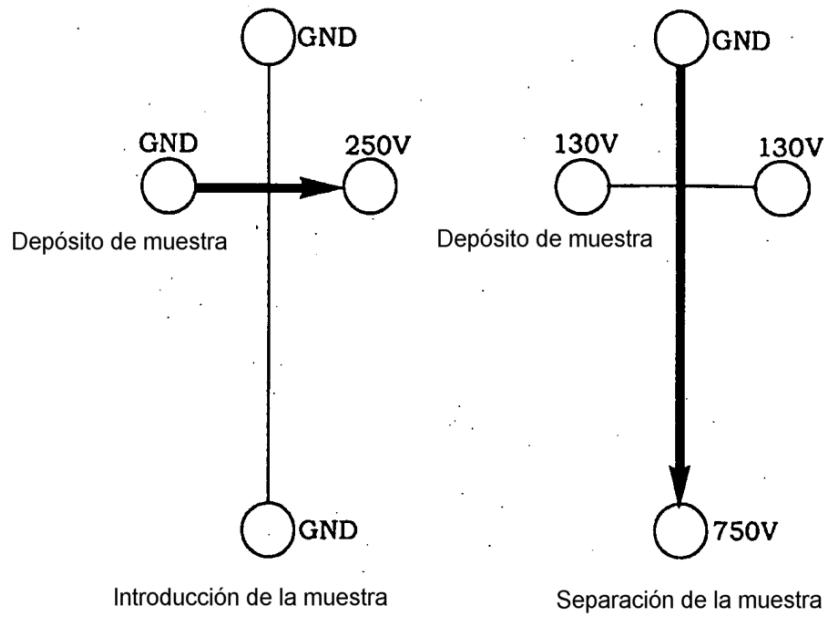 GND
GND
250V
Depósito de muestra
GND
Introducción de la muestra
GND
130V
130V
Depósito de muestra
750V
Separación de la muestra